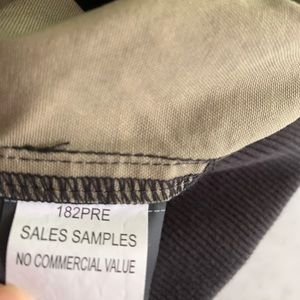 182PRE
SALES SAMPLES
NO COMMERCIAL VALUE